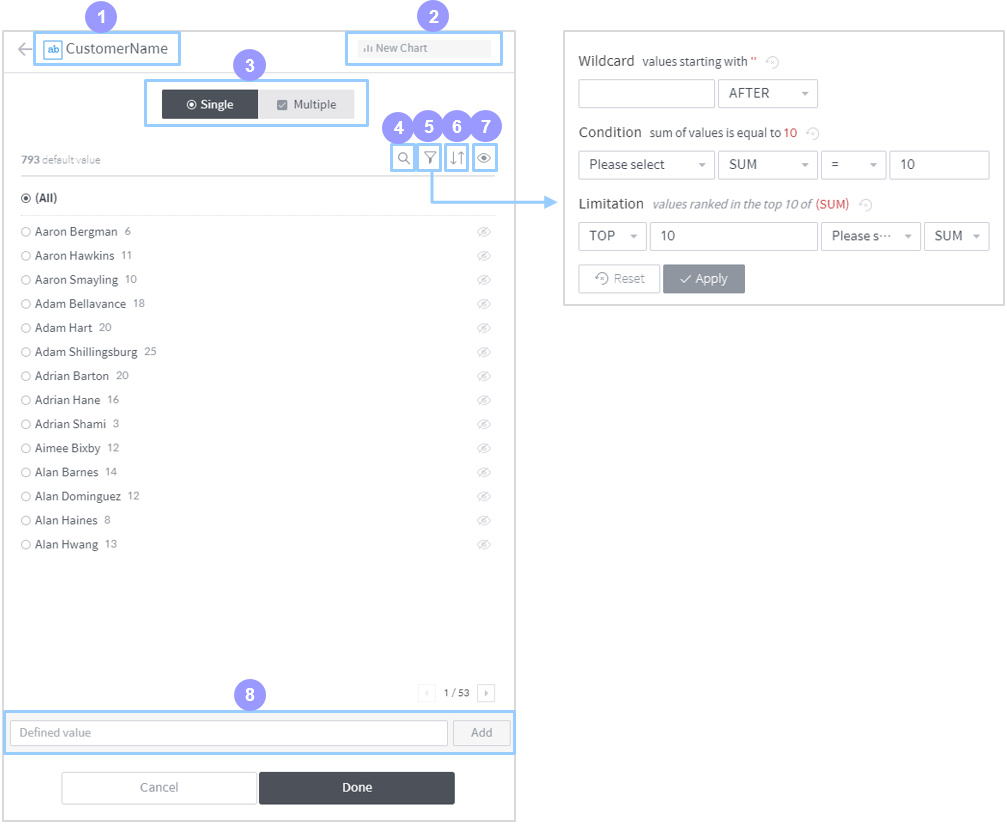 1
2
ab CustomerName
New Chart
3
Single
Multiple
4 5 6 7
793 default value
(All)
Aaron Bergman 6
Aaron Hawkins 11
Aaron Smayling 10
Adam Bellavance 18
Adam Hart 20
Adam Shillingsburg 25
Adrian Barton 20
Adrian Hane 16
Adrian Shami 3
Aimee Bixby 12
Alan Barnes 14
Alan Dominguez 12
Alan Haines 8
Alan Hwang 13
1 / 53
8
Defined value
Add
Cancel
Done
Wildcard values starting with ''
AFTER
Condition sum of values is equal to 10
Please select SUM = 10
Limitation values ranked in the top 10 of (SUM)
TOP 10 Please s··· SUM
Reset Apply